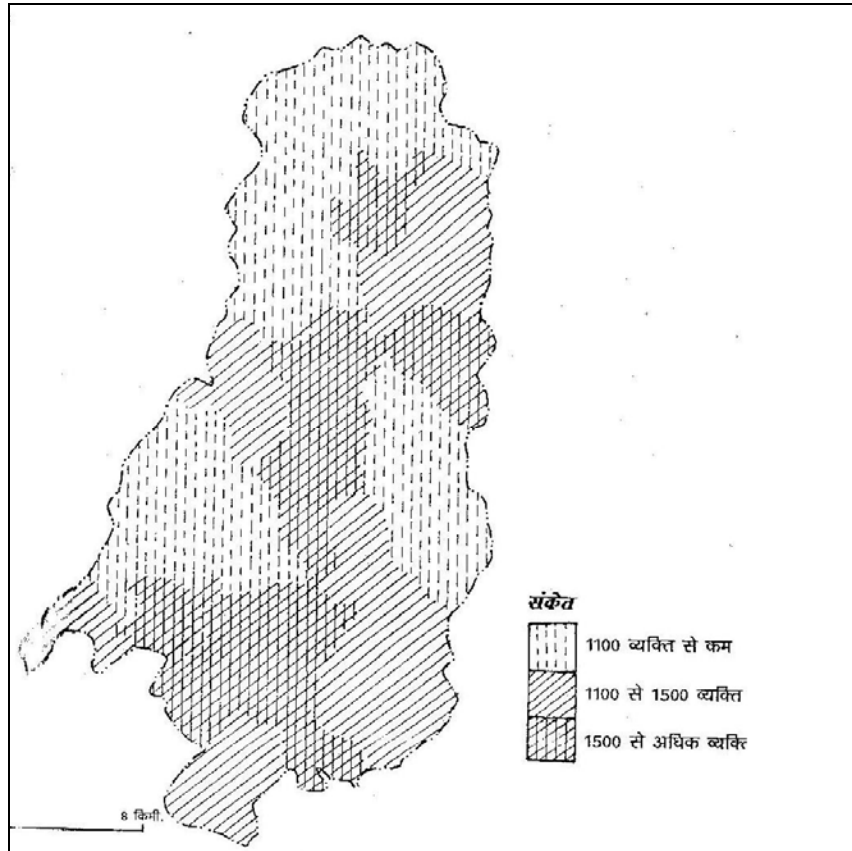 संकेत
1100 व्यक्ति से कम
1100 से 1500 व्यक्ति
1500 से अधिक व्यक्ति
8 किमी.